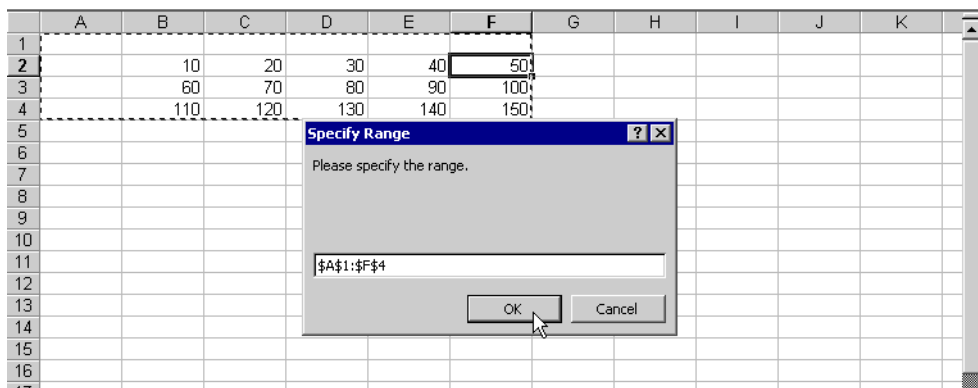 A B C D E F G H I J K
1
2 10 20 30 40 50
3 60 70 80 90 100
4 110 120 130 140 150
5
6
7
8
9
10
11
12
13
14
15
16
Specify Range
Please specify the range.
$A$1:$F$4
OK Cancel